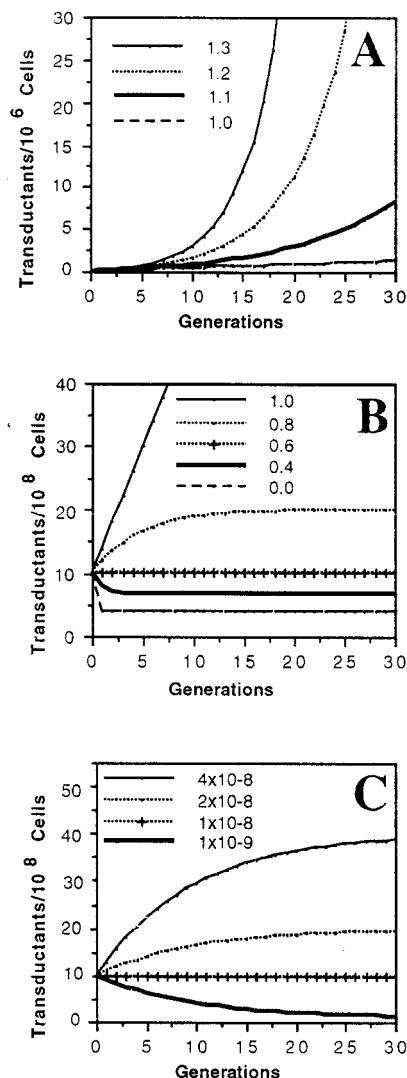 A
30
25
20
15
10
5
0
Transductants/10 6 Cells
1.3
1.2
1.1
1.0
0 5 10 15 20 25 30
Generations
B
40
30
20
10
0
Transductants/10 8 Cells
1.0
0.8
0.6
0.4
0.0
0 5 10 15 20 25 30
Generations
C
50
40
30
20
10
0
Transductants/10 8 Cells
4x10-8
2x10-8
1x10-8
1x10-9
0 5 10 15 20 25 30
Generations